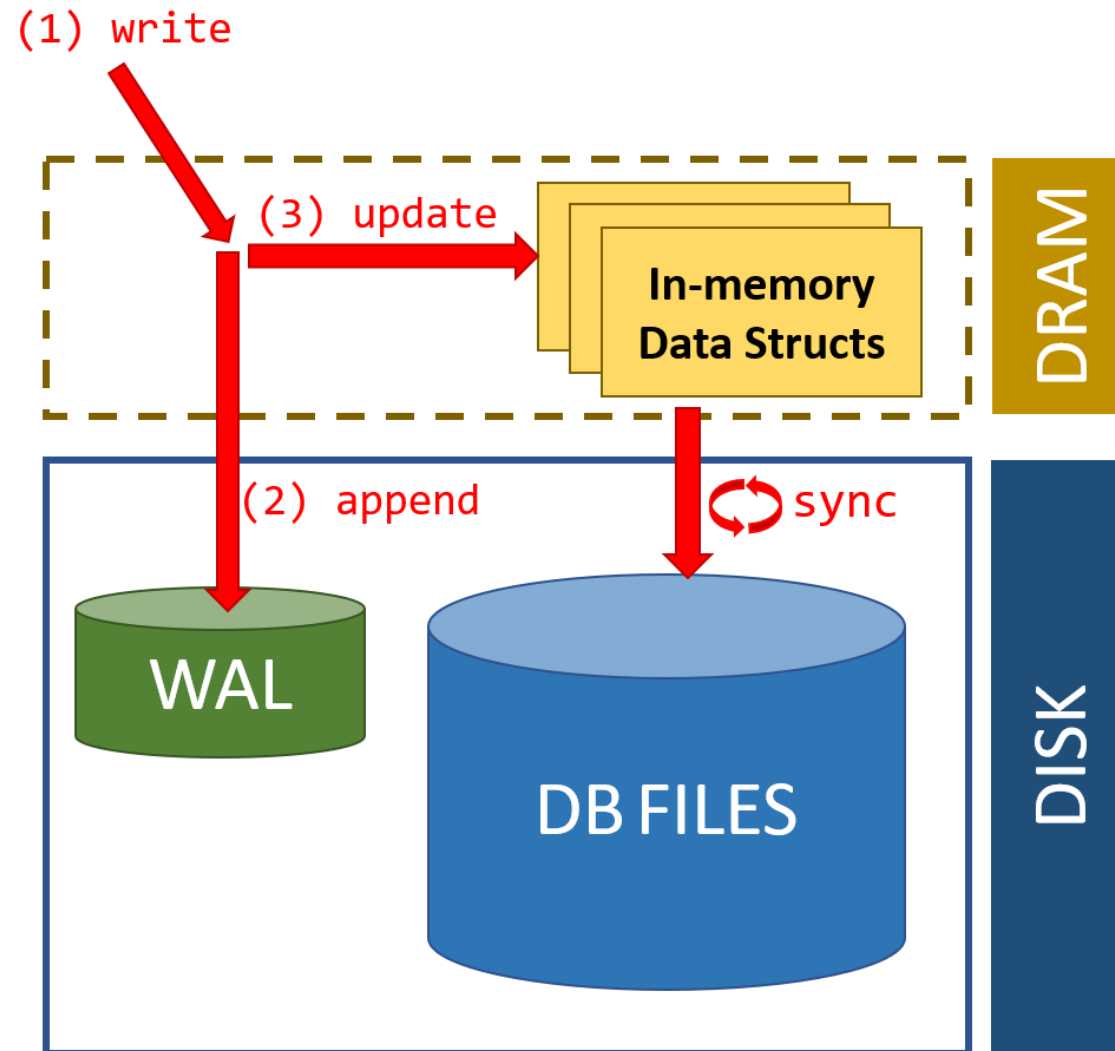 (1) write
(3) update
In-memory
Data Structs
DRAM
(2) append
sync
WAL
DB FILES
DISK